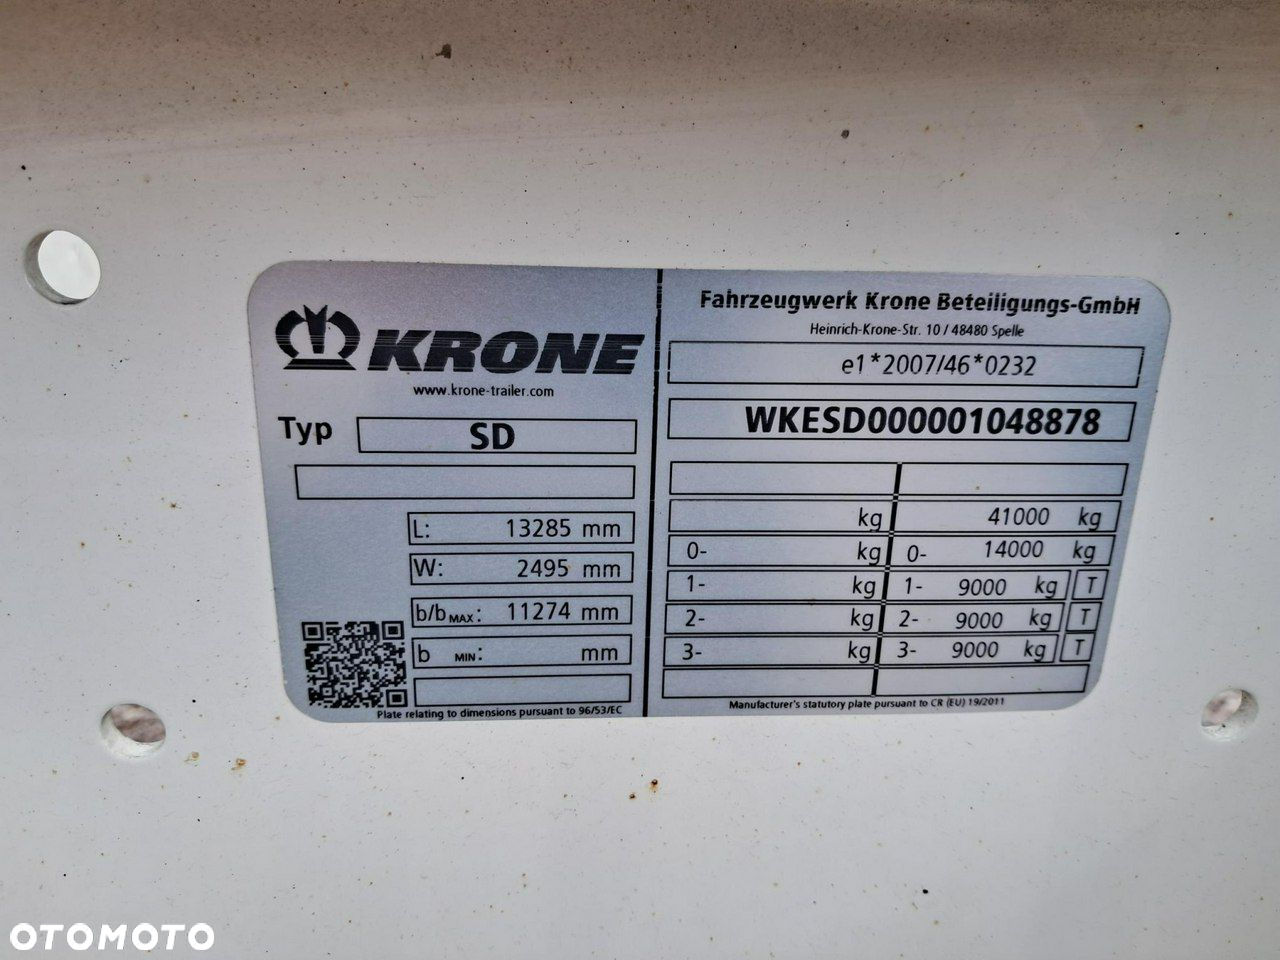 KRONE
www.krone-trailer.com
Typ SD
L: 13285 mm
W: 2495 mm
b/b MAX: 11274 mm
b MIN: mm
Plate relating to dimensions pursuant to 96/53/EC
Fahrzeugwerk Krone Beteiligungs-GmbH
Heinrich-Krone-Str. 10 / 48480 Spelle
e1*2007/46*0232
WKESD000001048878
kg 41000 kg
0- kg 0- 14000 kg
1- kg 1- 9000 kg T
2- kg 2- 9000 kg T
3- kg 3- 9000 kg T
Manufacturer's statutory plate pursuant to CR (EU) 19/2011
OTOMOTO